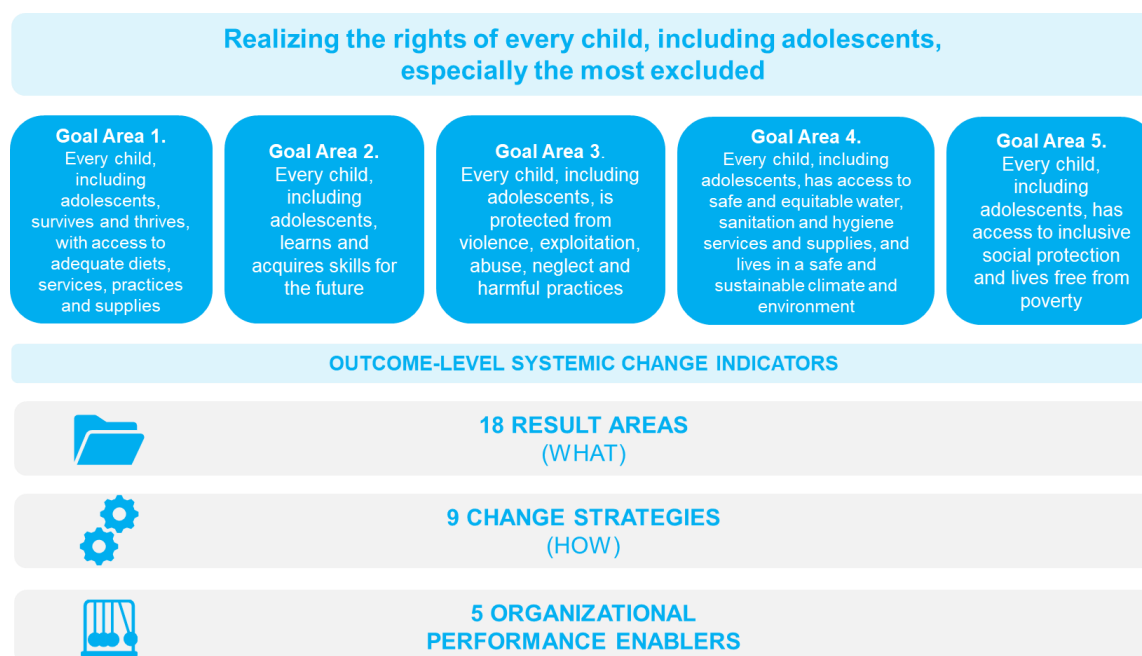 Realizing the rights of every child, including adolescents,
especially the most excluded
Goal Area 1.
Every child,
including
adolescents,
survives and thrives,
with access to
adequate diets,
services, practices
and supplies
Goal Area 2.
Every child,
including
adolescents,
learns and
acquires skills for
the future
Goal Area 3.
Every child, including
adolescents, is
protected from
violence, exploitation,
abuse, neglect and
harmful practices
Goal Area 4.
Every child, including
adolescents, has access to
safe and equitable water,
sanitation and hygiene
services and supplies, and
lives in a safe and
sustainable climate and
environment
Goal Area 5.
Every child,
including
adolescents, has
access to inclusive
social protection
and lives free from
poverty
OUTCOME-LEVEL SYSTEMIC CHANGE INDICATORS
18 RESULT AREAS
(WHAT)
9 CHANGE STRATEGIES
(HOW)
5 ORGANIZATIONAL
PERFORMANCE ENABLERS